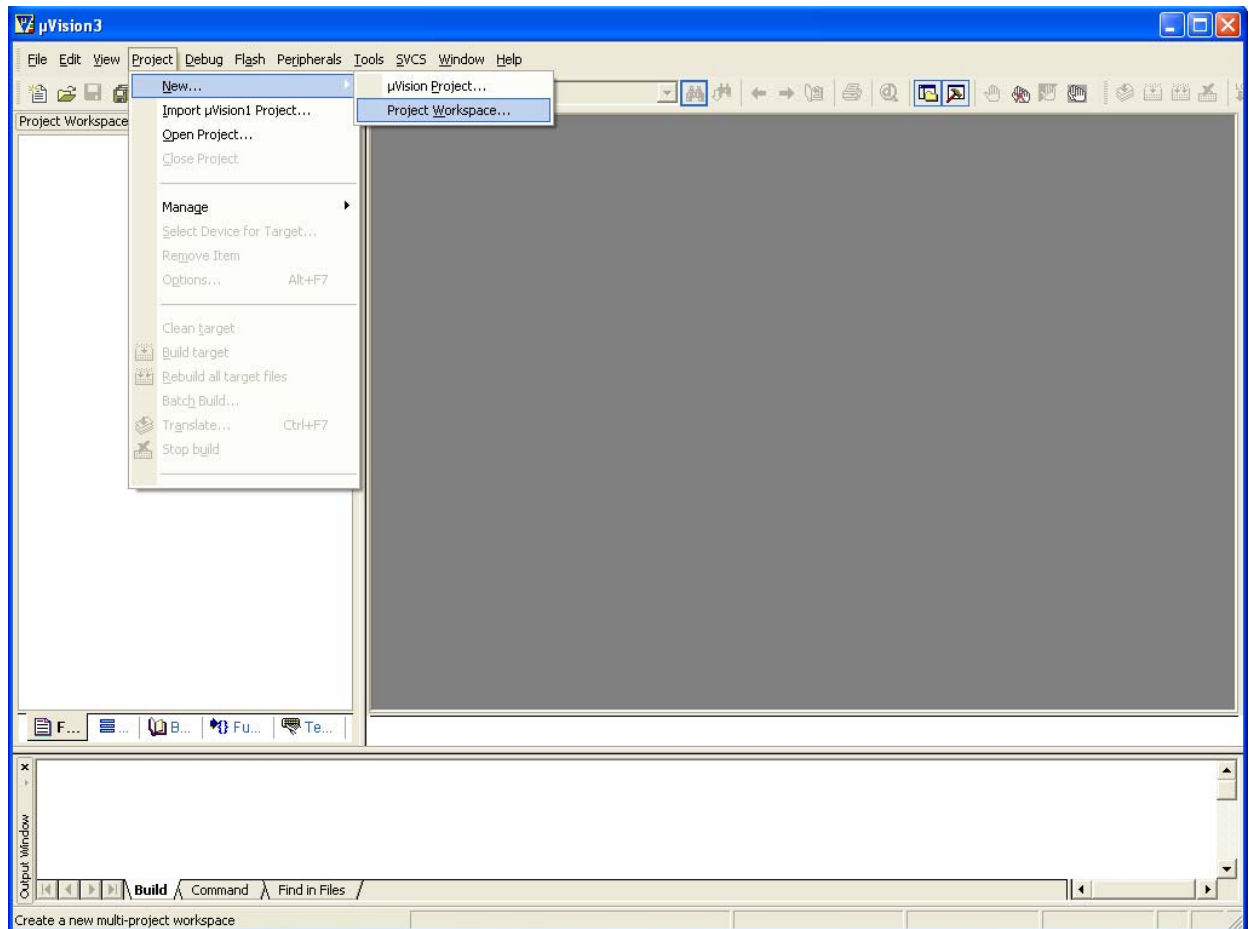 µVision3
File Edit View Project Debug Flash Peripherals Tools SVCS Window Help
New...
µVision Project...
Project Workspace...
Project Workspace
Import µVision1 Project...
Open Project...
Close Project
Manage
Select Device for Target...
Remove Item
Options... Alt+F7
Clean target
Build target
Rebuild all target files
Batch Build...
Translate... Ctrl+F7
Stop build
F... ... B... Fu... Te...
Output Window
Build Command Find in Files
Create a new multi-project workspace